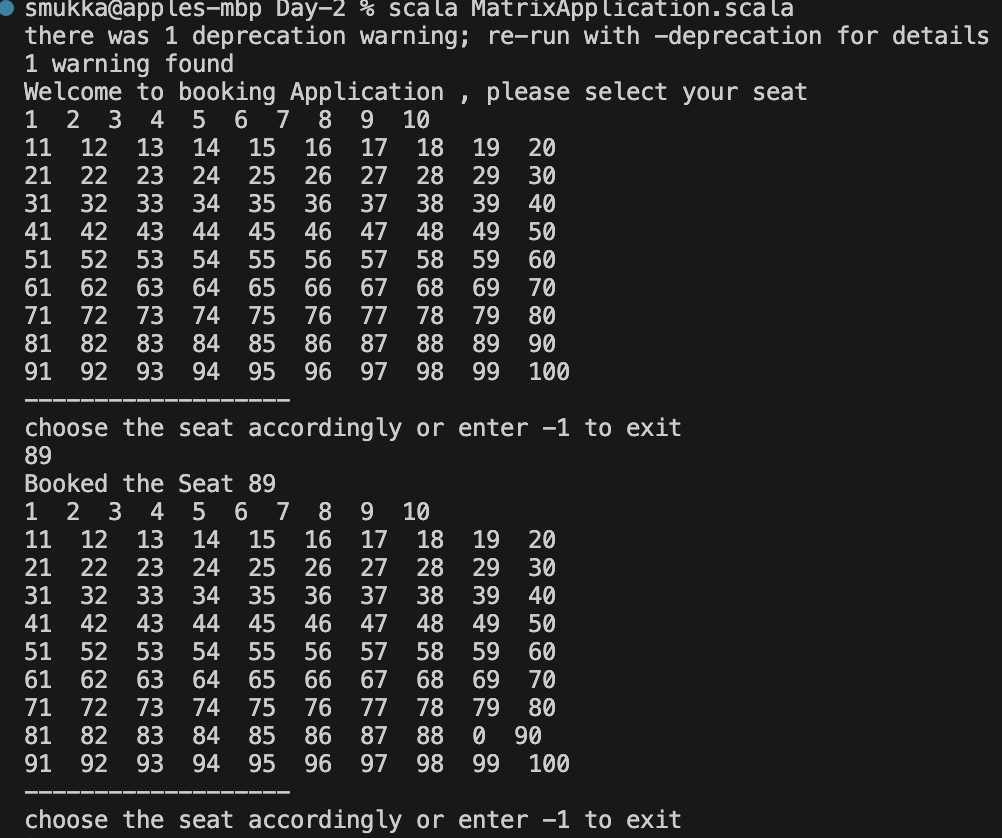 smukka@apples-mbp Day-2 % scala MatrixApplication.scala
there was 1 deprecation warning; re-run with -deprecation for details
1 warning found
Welcome to booking Application , please select your seat
1  2  3  4  5  6  7  8  9  10
11  12  13  14  15  16  17  18  19  20
21  22  23  24  25  26  27  28  29  30
31  32  33  34  35  36  37  38  39  40
41  42  43  44  45  46  47  48  49  50
51  52  53  54  55  56  57  58  59  60
61  62  63  64  65  66  67  68  69  70
71  72  73  74  75  76  77  78  79  80
81  82  83  84  85  86  87  88  89  90
91  92  93  94  95  96  97  98  99  100
-------------------
choose the seat accordingly or enter -1 to exit
89
Booked the Seat 89
1  2  3  4  5  6  7  8  9  10
11  12  13  14  15  16  17  18  19  20
21  22  23  24  25  26  27  28  29  30
31  32  33  34  35  36  37  38  39  40
41  42  43  44  45  46  47  48  49  50
51  52  53  54  55  56  57  58  59  60
61  62  63  64  65  66  67  68  69  70
71  72  73  74  75  76  77  78  79  80
81  82  83  84  85  86  87  88  0  90
91  92  93  94  95  96  97  98  99  100
-------------------
choose the seat accordingly or enter -1 to exit